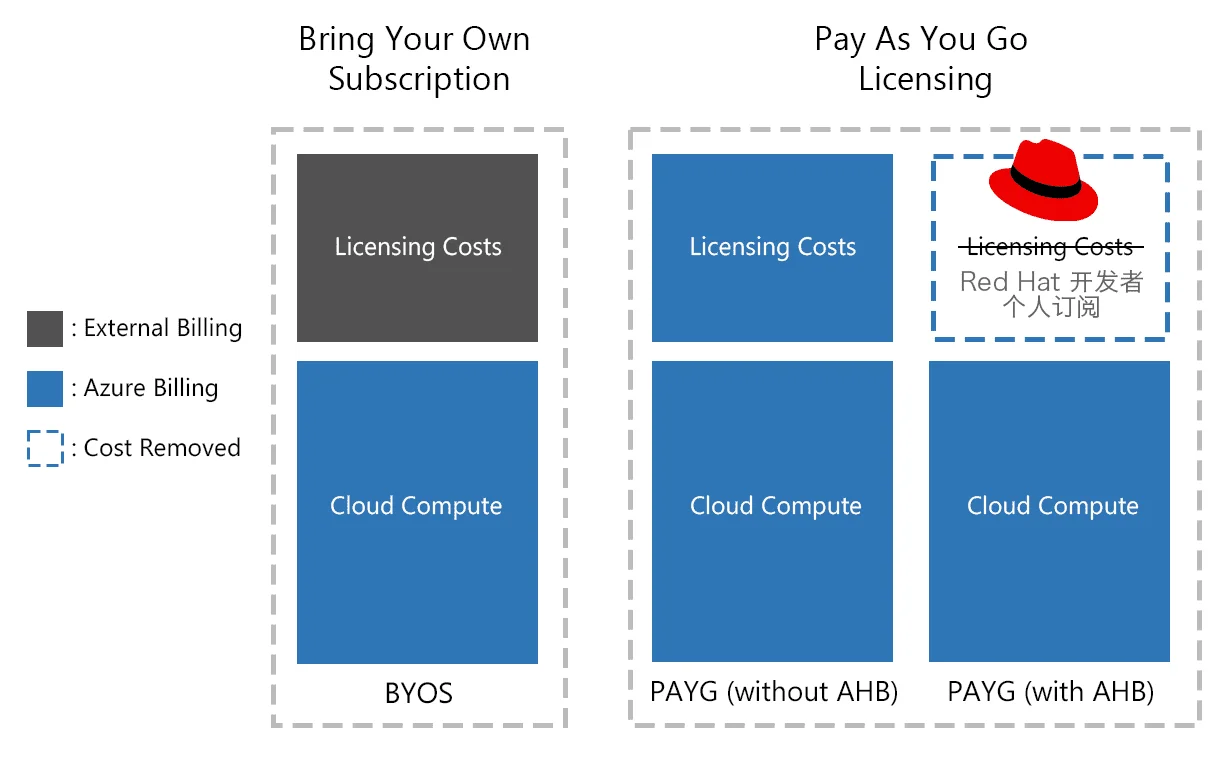 Bring Your Own
Subscription
Pay As You Go
Licensing
: External Billing
: Azure Billing
: Cost Removed
Licensing Costs
Cloud Compute
BYOS
Licensing Costs
Cloud Compute
PAYG (without AHB)
Licensing Costs
Red Hat 开发者
个人订阅
Cloud Compute
PAYG (with AHB)